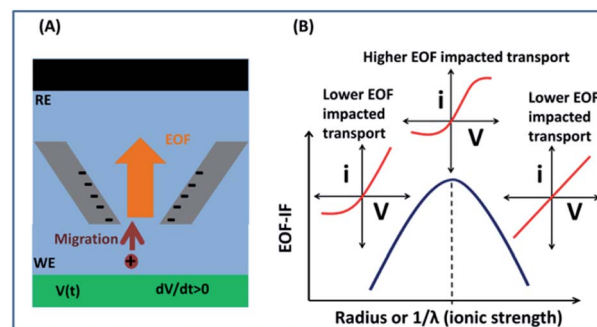 (A)
RE
EOF
Migration
+
WE
V(t) dV/dt>0
(B)
Higher EOF impacted transport
Lower EOF
impacted
transport
i
V
i
V
Lower EOF
impacted
transport
i
V
EOF-IF
Radius or 1/λ (ionic strength)